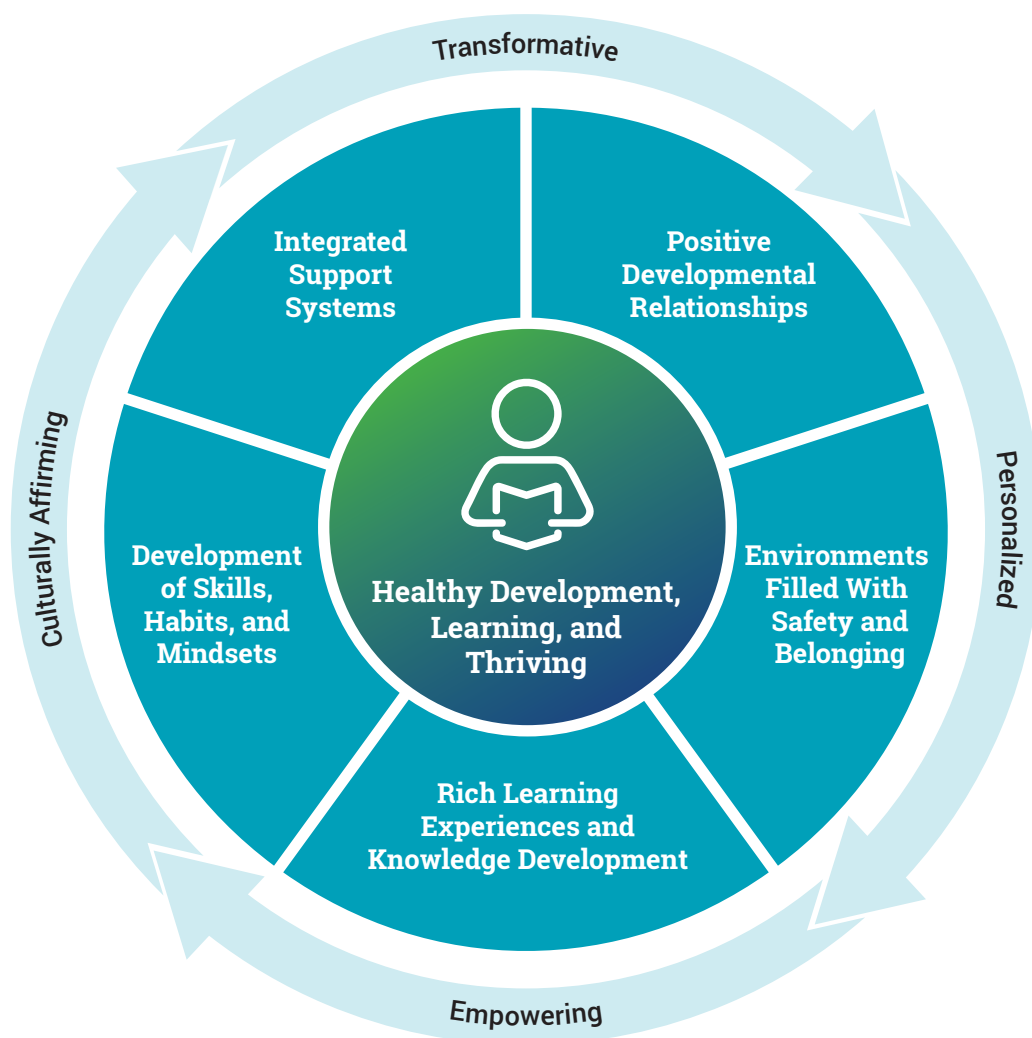 Transformative
Integrated
Support
Systems
Positive
Developmental
Relationships
Culturally Affirming
Personalized
Development
of Skills,
Habits, and
Mindsets
Healthy Development,
Learning, and
Thriving
Environments
Filled With
Safety and
Belonging
Rich Learning
Experiences and
Knowledge Development
Empowering